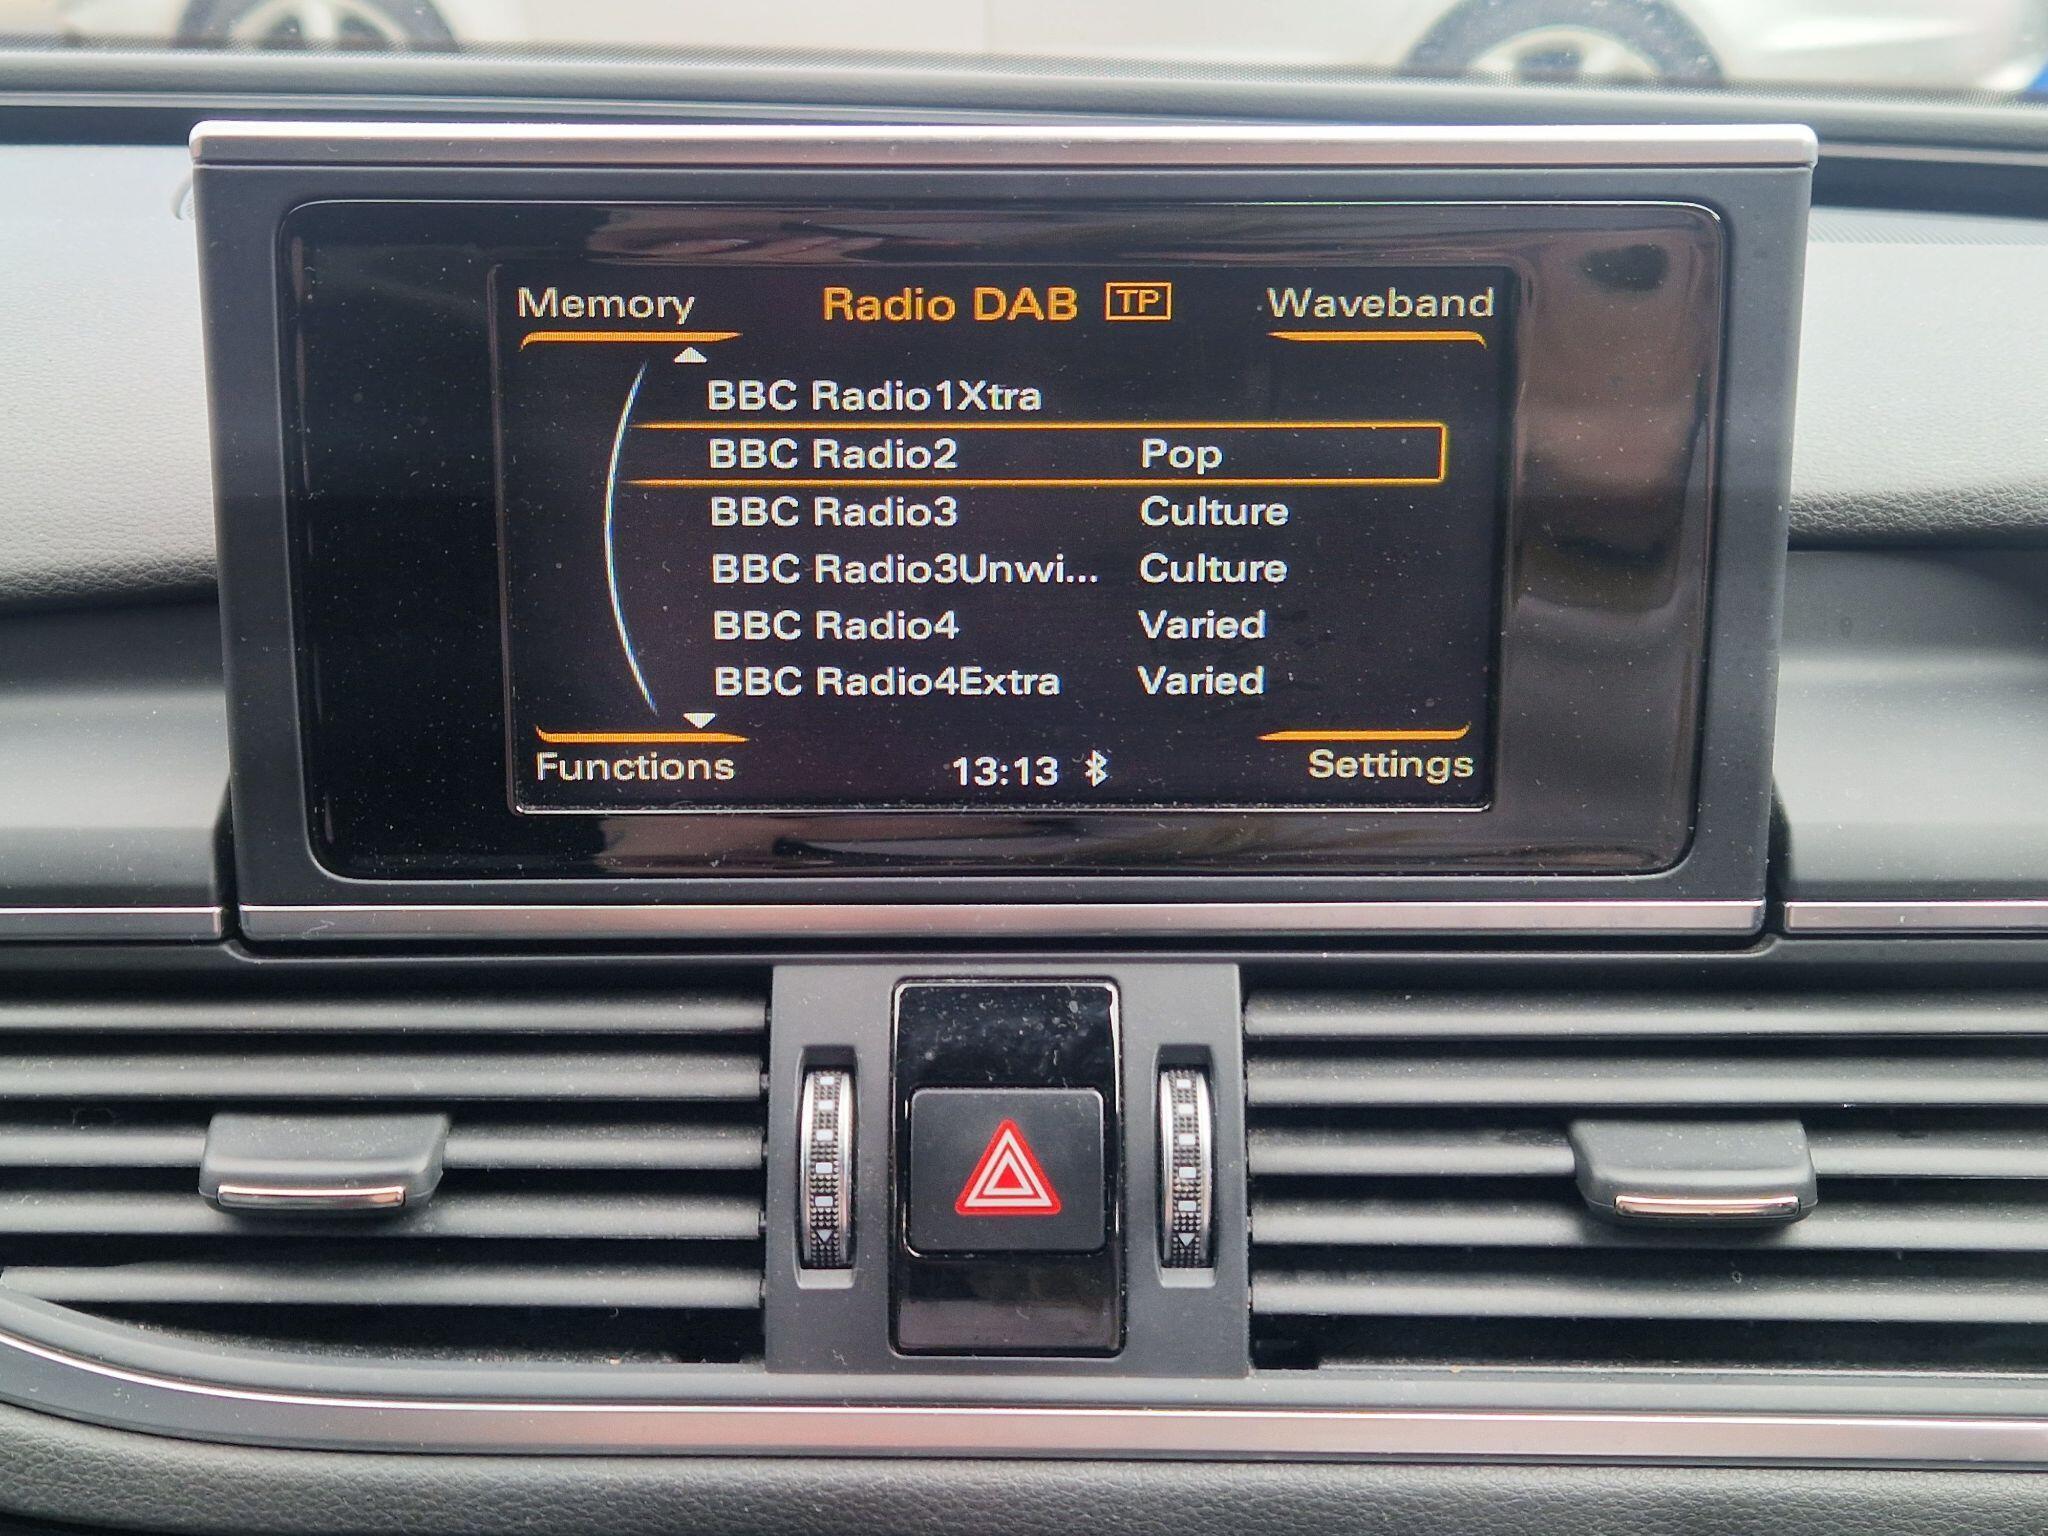 Memory Radio DAB TP Waveband
BBC Radio1Xtra
BBC Radio2 Pop
BBC Radio3 Culture
BBC Radio3Unwi... Culture
BBC Radio4 Varied
BBC Radio4Extra Varied
Functions 13:13 Settings